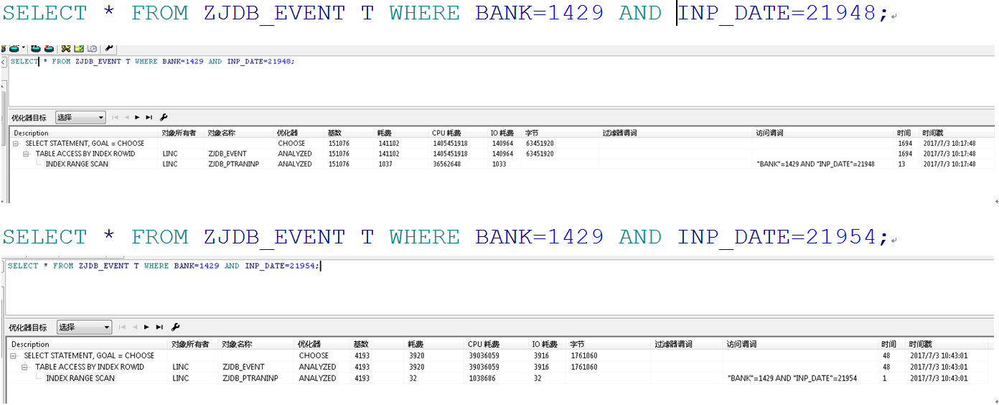 SELECT * FROM ZJDB_EVENT T WHERE BANK=1429 AND INP_DATE=21948;
SELECT * FROM ZJDB_EVENT T WHERE BANK=1429 AND INP_DATE=21948;
优化器目标 选择
Description 对象所有者 对象名称 优化器 基数 耗费 CPU 耗费 IO 耗费 字节 过滤器谓词 访问谓词 时间 时间戳
SELECT STATEMENT, GOAL = CHOOSE CHOOSE 151076 141102 1405451918 140964 63451920 1694 2017/7/3 10:17:48
TABLE ACCESS BY INDEX ROWID LINC ZJDB_EVENT ANALYZED 151076 141102 1405451918 140964 63451920 1694 2017/7/3 10:17:48
INDEX RANGE SCAN LINC ZJDB_PTRANINP ANALYZED 151076 1037 36562648 1033 "BANK"=1429 AND "INP_DATE"=21948 13 2017/7/3 10:17:48
SELECT * FROM ZJDB_EVENT T WHERE BANK=1429 AND INP_DATE=21954;
SELECT * FROM ZJDB_EVENT T WHERE BANK=1429 AND INP_DATE=21954;
优化器目标 选择
Description 对象所有者 对象名称 优化器 基数 耗费 CPU 耗费 IO 耗费 字节 过滤器谓词 访问谓词 时间 时间戳
SELECT STATEMENT, GOAL = CHOOSE CHOOSE 4193 3920 39036059 3916 1761060 48 2017/7/3 10:43:01
TABLE ACCESS BY INDEX ROWID LINC ZJDB_EVENT ANALYZED 4193 3920 39036059 3916 1761060 48 2017/7/3 10:43:01
INDEX RANGE SCAN LINC ZJDB_PTRANINP ANALYZED 4193 32 1038686 32 "BANK"=1429 AND "INP_DATE"=21954 1 2017/7/3 10:43:01